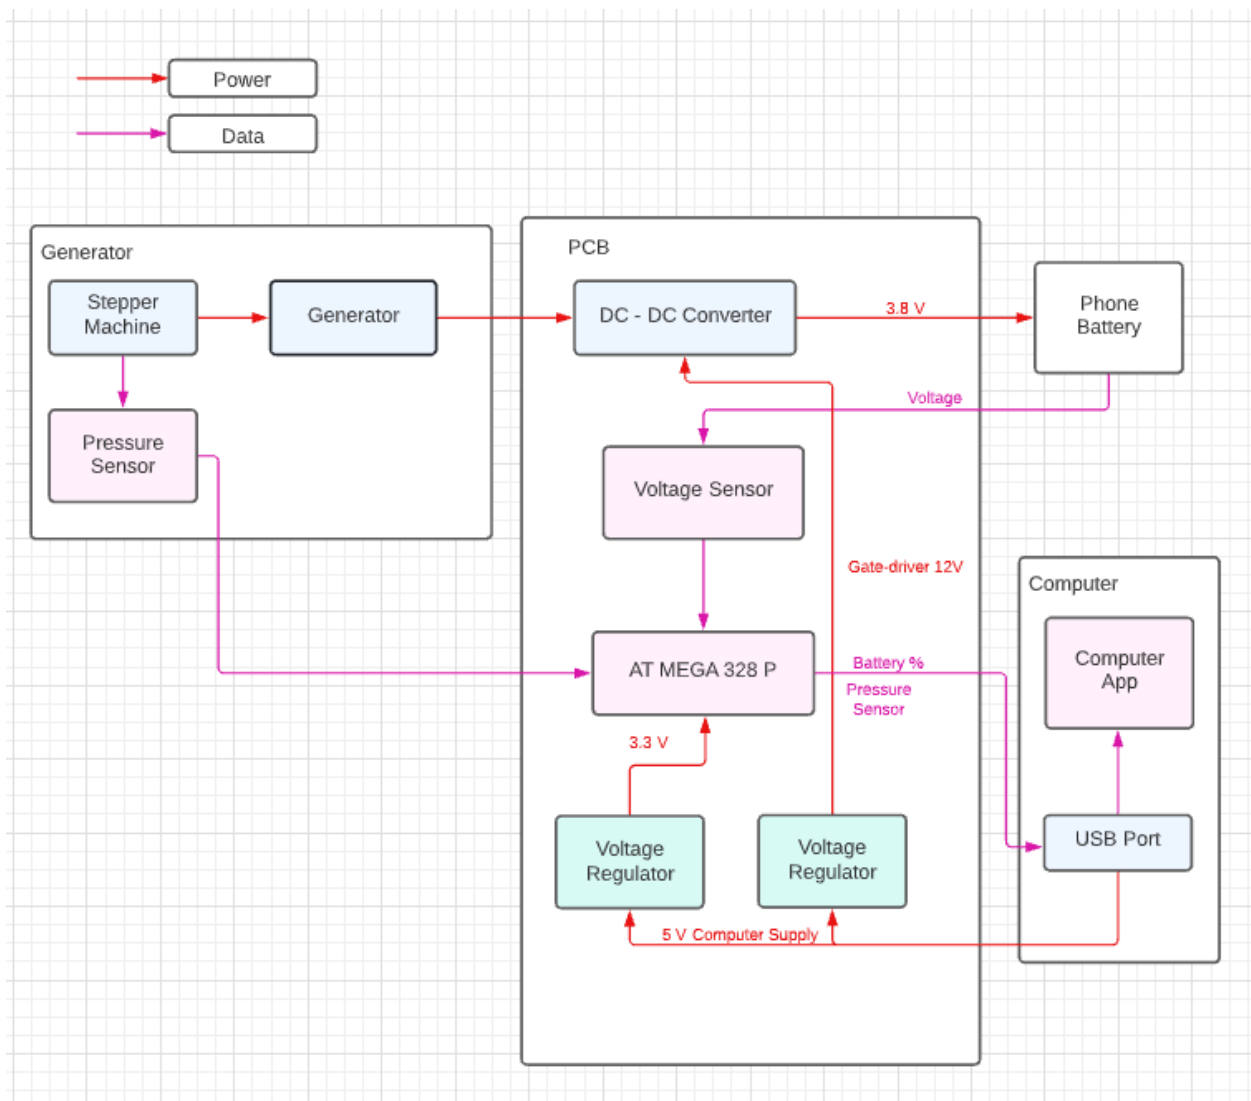 Power
Data
Generator
Stepper
Machine
Generator
Pressure
Sensor
PCB
DC - DC Converter
3.8 V
Phone
Battery
Voltage
Voltage Sensor
Gate-driver 12V
AT MEGA 328 P
Battery %
Pressure
Sensor
3.3 V
Voltage
Regulator
Voltage
Regulator
5 V Computer Supply
Computer
Computer
App
USB Port